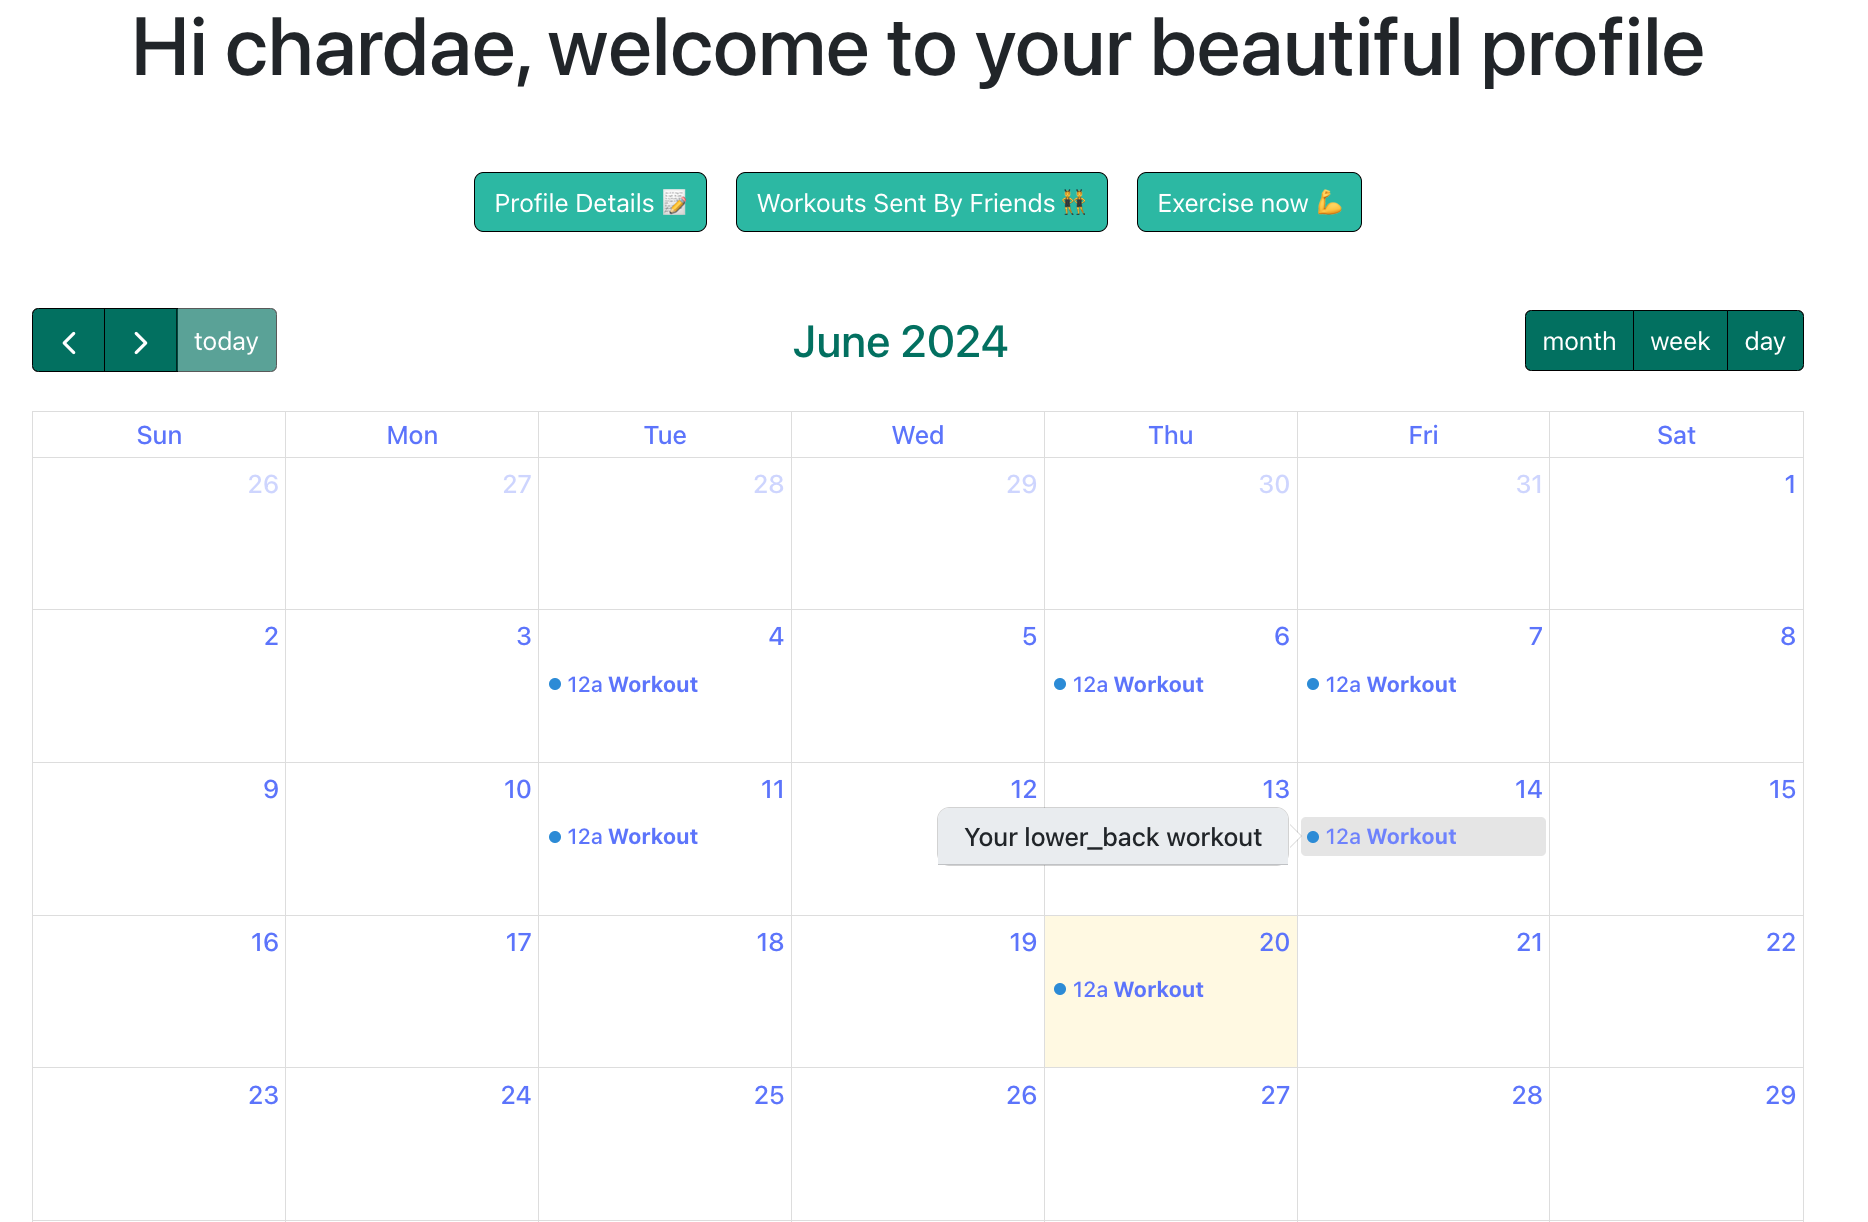 Hi chardae, welcome to your beautiful profile
Profile Details 📝 Workouts Sent By Friends 👯 Exercise now 💪
today June 2024 month week day
Sun Mon Tue Wed Thu Fri Sat
26 27 28 29 30 31 1
2 3 4 5 6 7 8
12a Workout 12a Workout 12a Workout
9 10 11 12 13 14 15
12a Workout Your lower_back workout 12a Workout
16 17 18 19 20 21 22
12a Workout
23 24 25 26 27 28 29